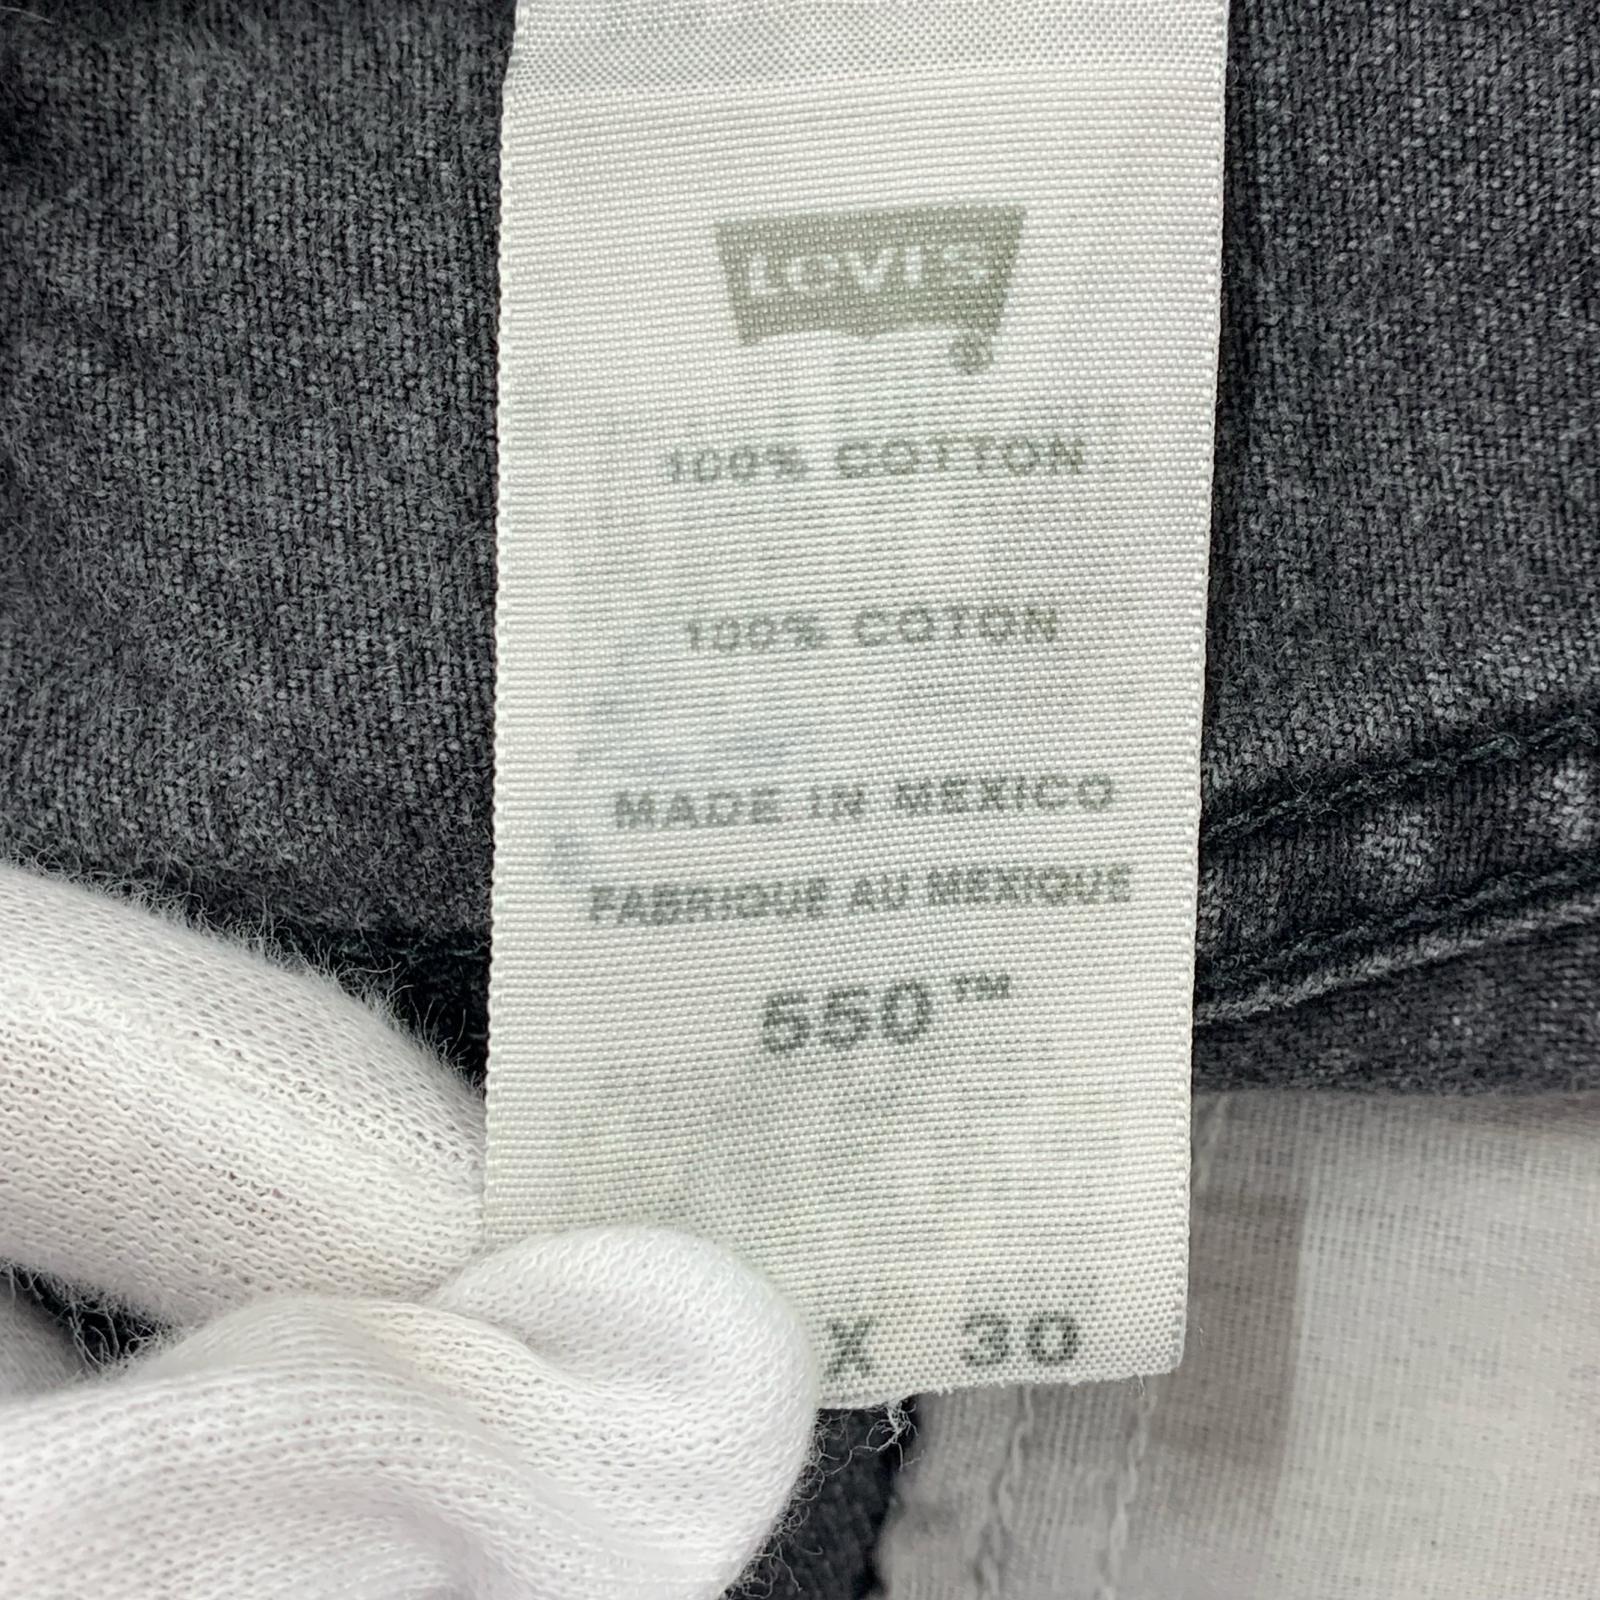 LEVI'S
®
100% COTTON
100% COTON
MADE IN MEXICO
FABRIQUE AU MEXIQUE
550™
X 30